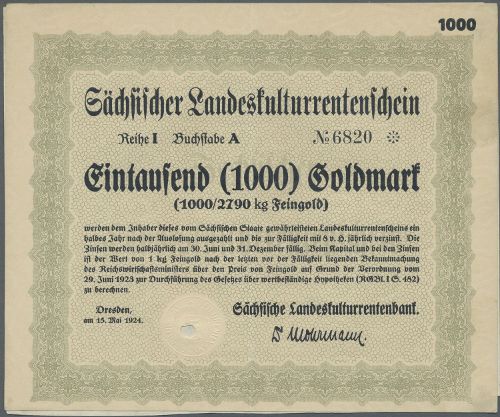 1000
Sächsischer Landeskulturrentenschein
Reihe I Buchstabe A № 6820 ※
Eintausend (1000) Goldmark
(1000/2790 kg Feingold)
werden dem Inhaber dieses vom Sächsischen Staate gewährleisteten Landeskulturrentenscheins ein
halbes Jahr nach der Auslosung ausgezahlt und bis zur Fälligkeit mit 8 v. H. jährlich verzinst. Die
Zinsen werden halbjährlich am 30. Juni und 31. Dezember fällig. Beim Kapital und bei den Zinsen
ist der Wert von 1 kg Feingold nach der letzten vor der Fälligkeit liegenden Bekanntmachung
des Reichswirtschaftsministers über den Preis von Feingold auf Grund der Verordnung vom
29. Juni 1923 zur Durchführung des Gesetzes über wertbeständige Hypotheken (RGBl. I S. 482)
zu berechnen.
Dresden,
am 15. Mai 1924.
Sächsische Landeskulturrentenbank.